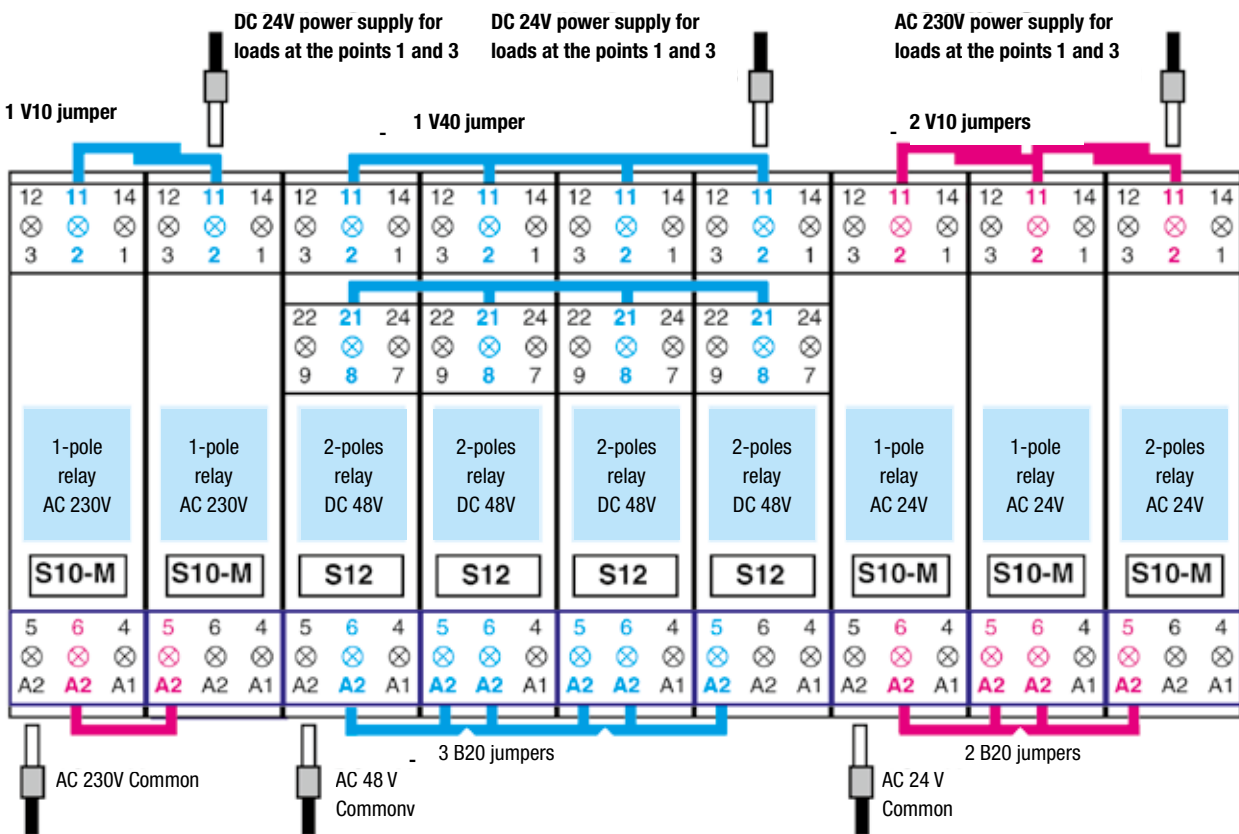 DC 24V power supply for
loads at the points 1 and 3
DC 24V power supply for
loads at the points 1 and 3
AC 230V power supply for
loads at the points 1 and 3
1 V10 jumper
- 1 V40 jumper
- 2 V10 jumpers
12 11 14 12 11 14 12 11 14 12 11 14 12 11 14 12 11 14 12 11 14 12 11 14 12 11 14
3 2 1 3 2 1 3 2 1 3 2 1 3 2 1 3 2 1 3 2 1 3 2 1 3 2 1
22 21 24 22 21 24 22 21 24 22 21 24
9 8 7 9 8 7 9 8 7 9 8 7
1-pole
relay
AC 230V
1-pole
relay
AC 230V
2-poles
relay
DC 48V
2-poles
relay
DC 48V
2-poles
relay
DC 48V
2-poles
relay
DC 48V
1-pole
relay
AC 24V
1-pole
relay
AC 24V
2-poles
relay
AC 24V
S10-M S10-M S12 S12 S12 S12 S10-M S10-M S10-M
5 6 4 5 6 4 5 6 4 5 6 4 5 6 4 5 6 4 5 6 4 5 6 4 5 6 4
A2 A2 A1 A2 A2 A1 A2 A2 A1 A2 A2 A1 A2 A2 A1 A2 A2 A1 A2 A2 A1 A2 A2 A1 A2 A2 A1
- 3 B20 jumpers
2 B20 jumpers
AC 230V Common
AC 48 V
Commonv
AC 24 V
Common